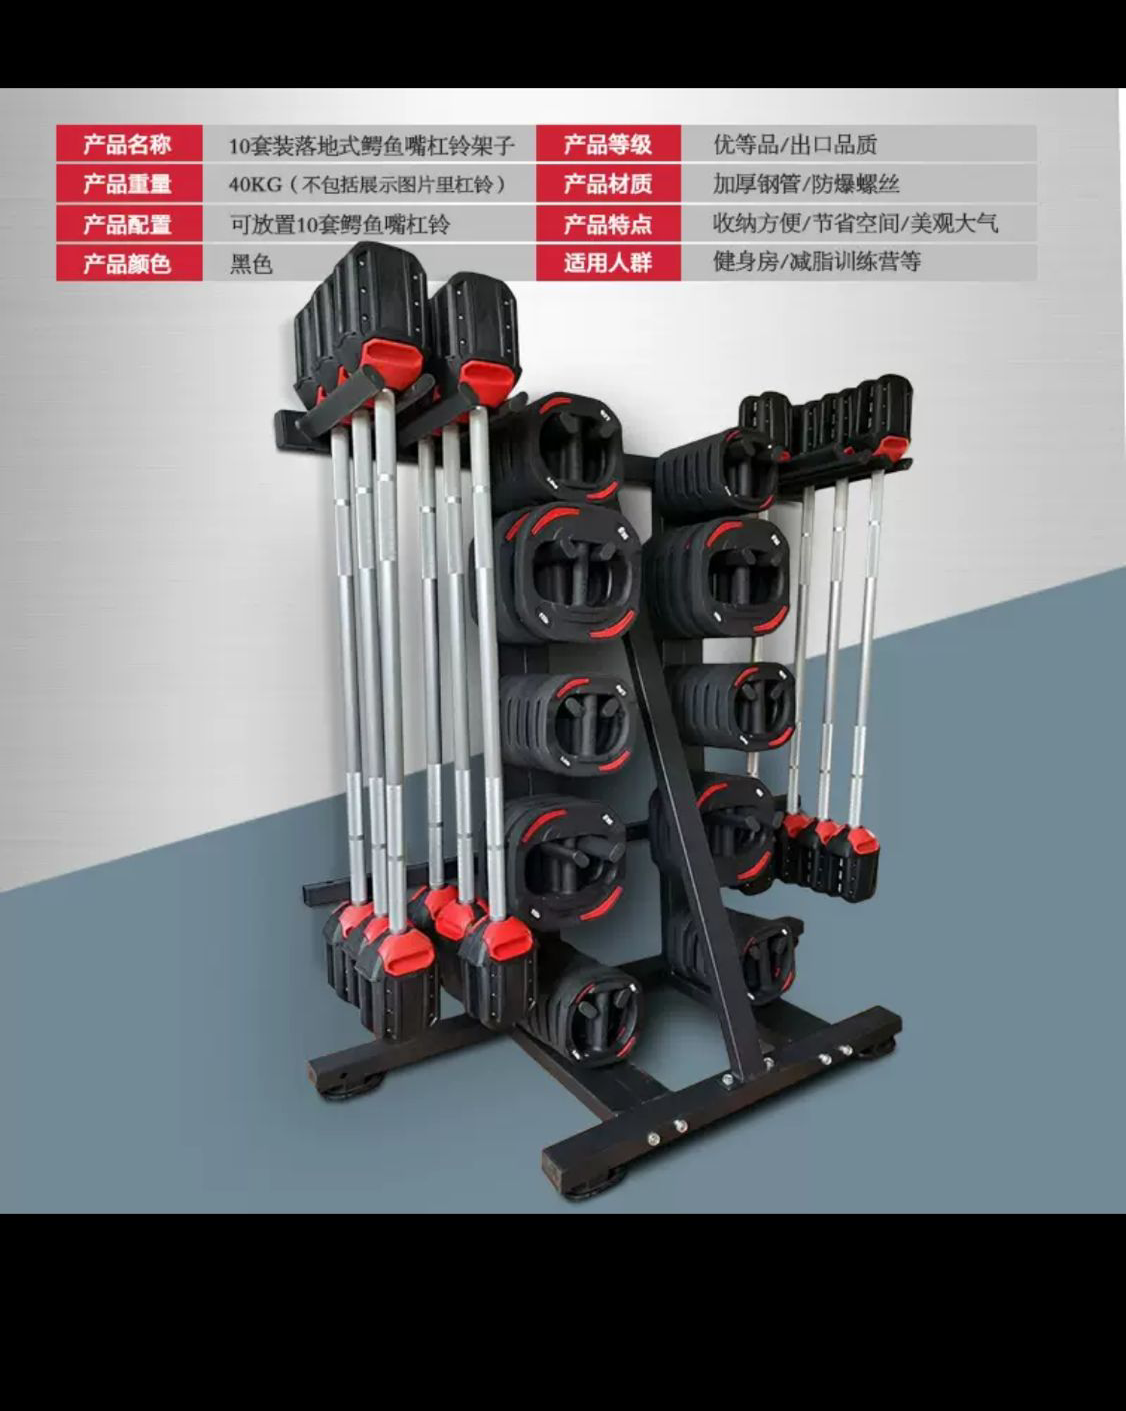 产品名称 10套装落地式鳄鱼嘴杠铃架子 产品等级 优等品/出口品质
产品重量 40KG（不包括展示图片里杠铃） 产品材质 加厚钢管/防爆螺丝
产品配置 可放置10套鳄鱼嘴杠铃 产品特点 收纳方便/节省空间/美观大气
产品颜色 黑色 适用人群 健身房/减脂训练营等